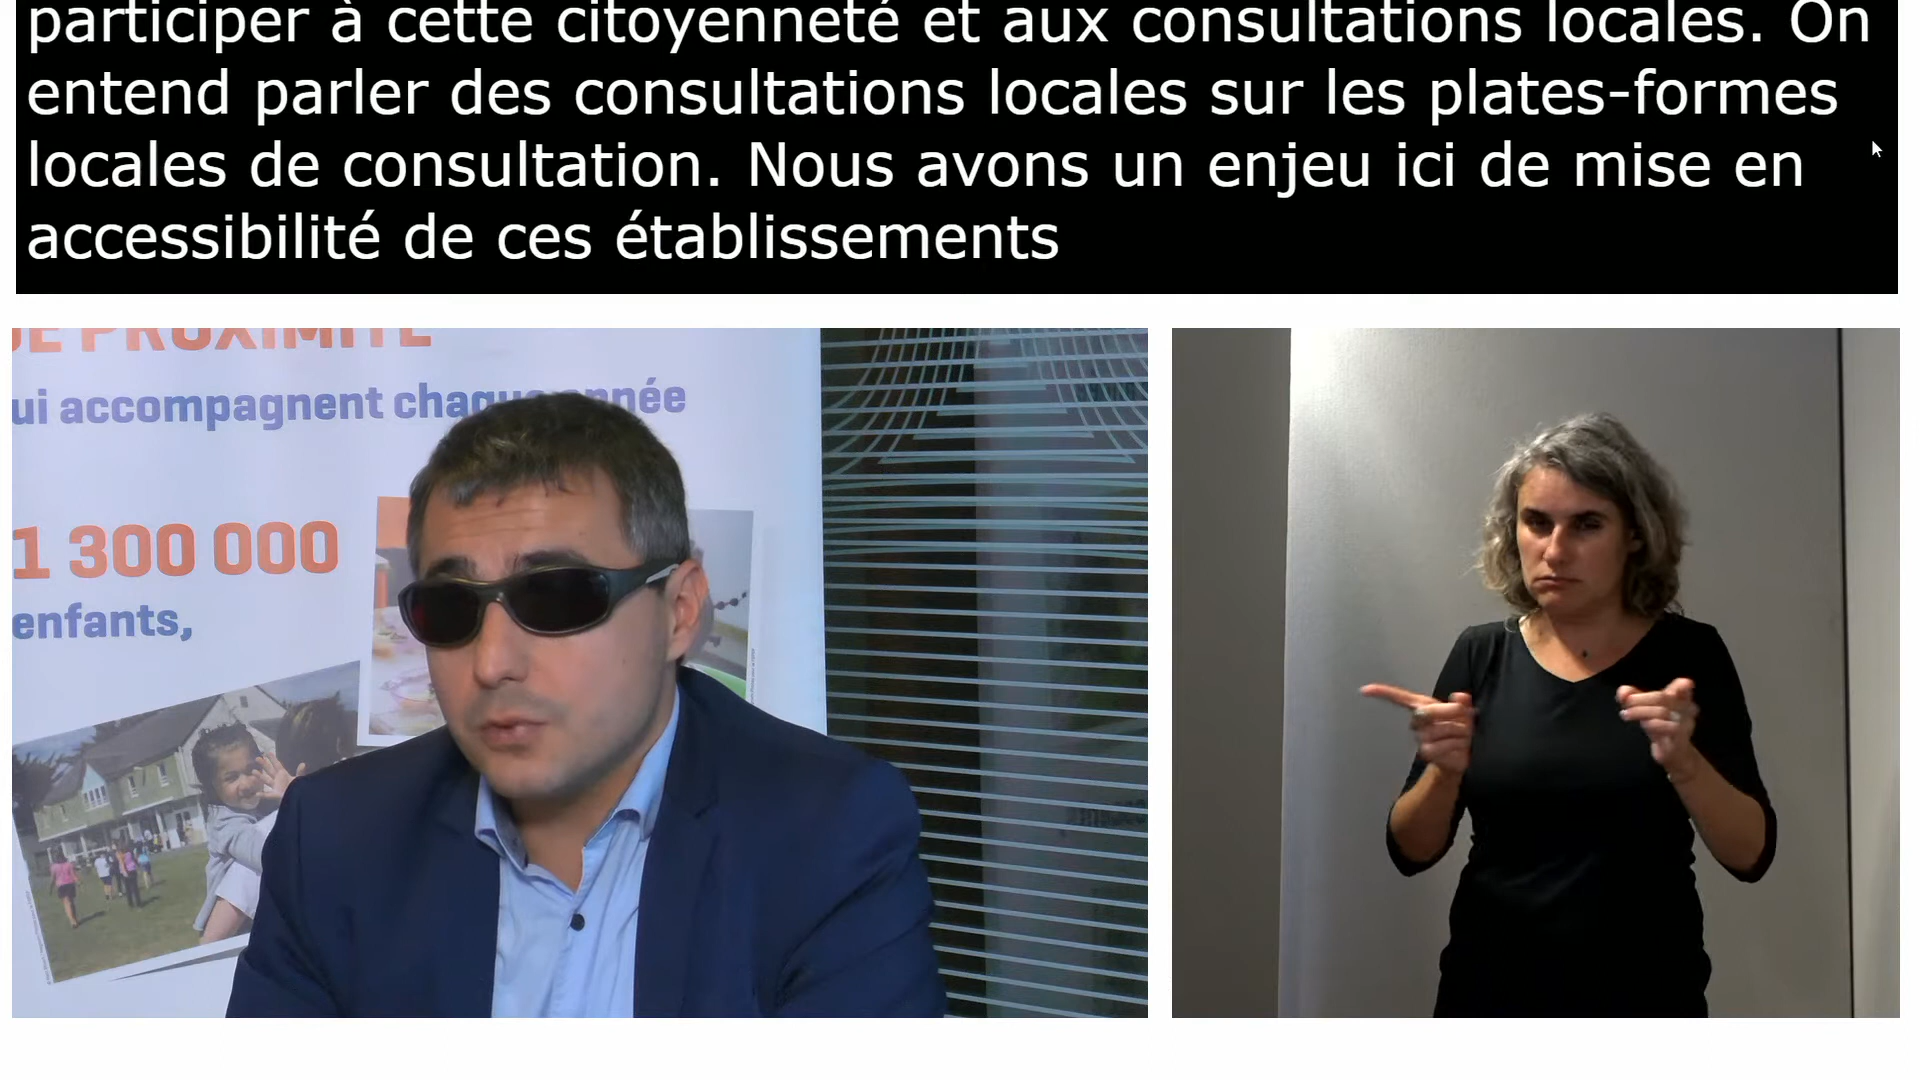 participer à cette citoyenneté et aux consultations locales. On
entend parler des consultations locales sur les plates-formes
locales de consultation. Nous avons un enjeu ici de mise en
accessibilité de ces établissements
DE PROXIMITÉ
ui accompagnent chaque année
1 300 000
enfants,